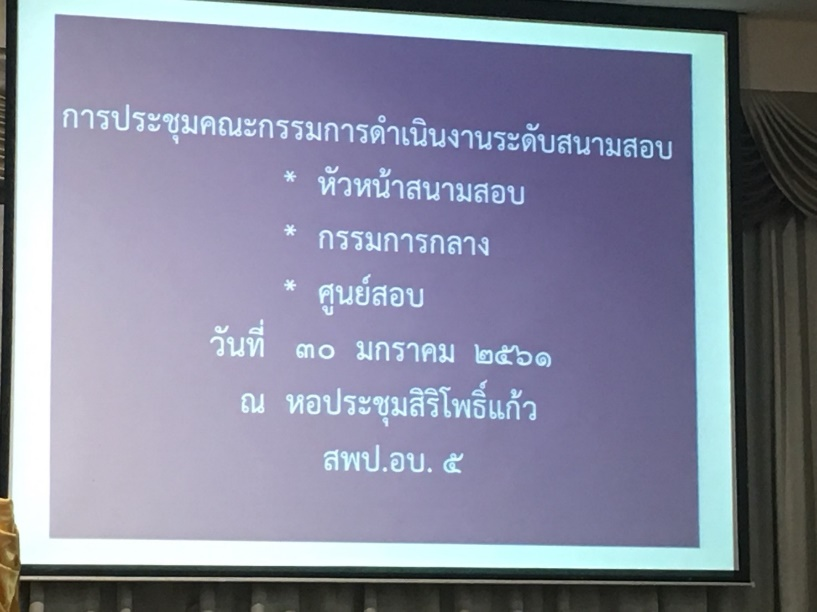 การประชุมคณะกรรมการดำเนินงานระดับสนามสอบ
* หัวหน้าสนามสอบ
* กรรมการกลาง
* ศูนย์สอบ
วันที่ ๓๐ มกราคม ๒๕๖๑
ณ หอประชุมสิริโพธิ์แก้ว
สพป.อบ. ๕